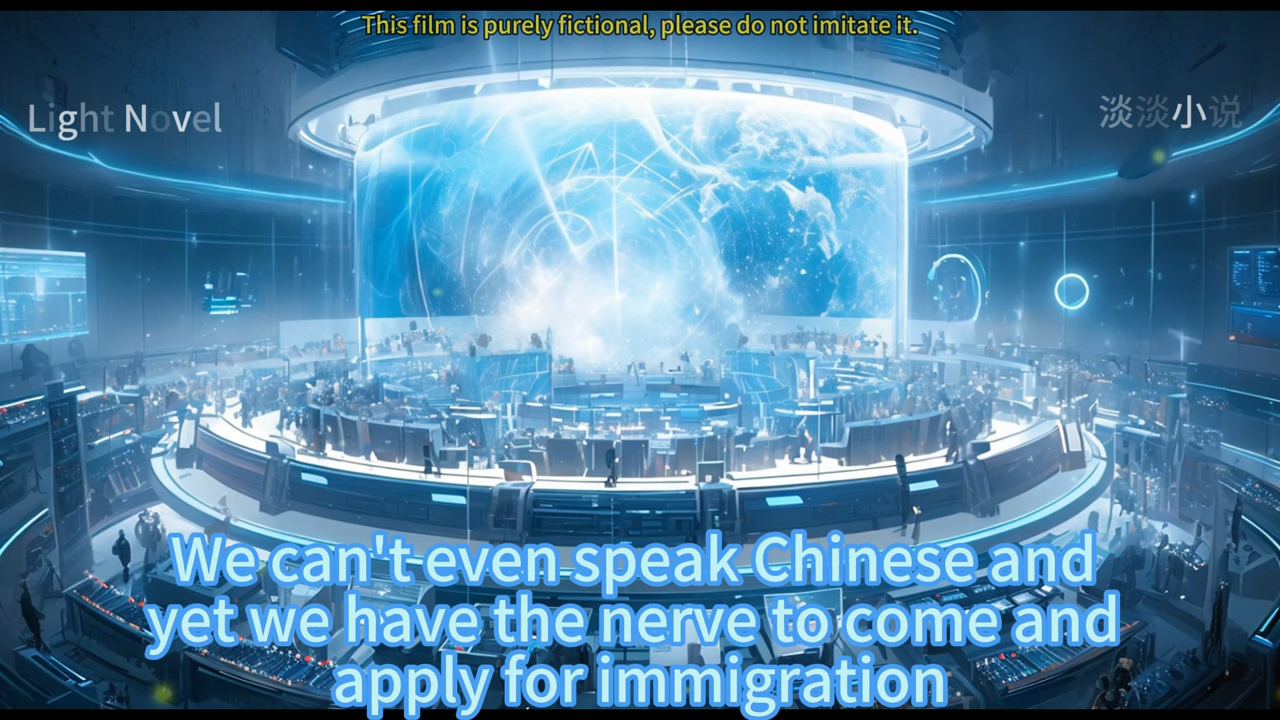 This film is purely fictional, please do not imitate it.
Light Novel
淡淡小说
We can't even speak Chinese and
yet we have the nerve to come and
apply for immigration